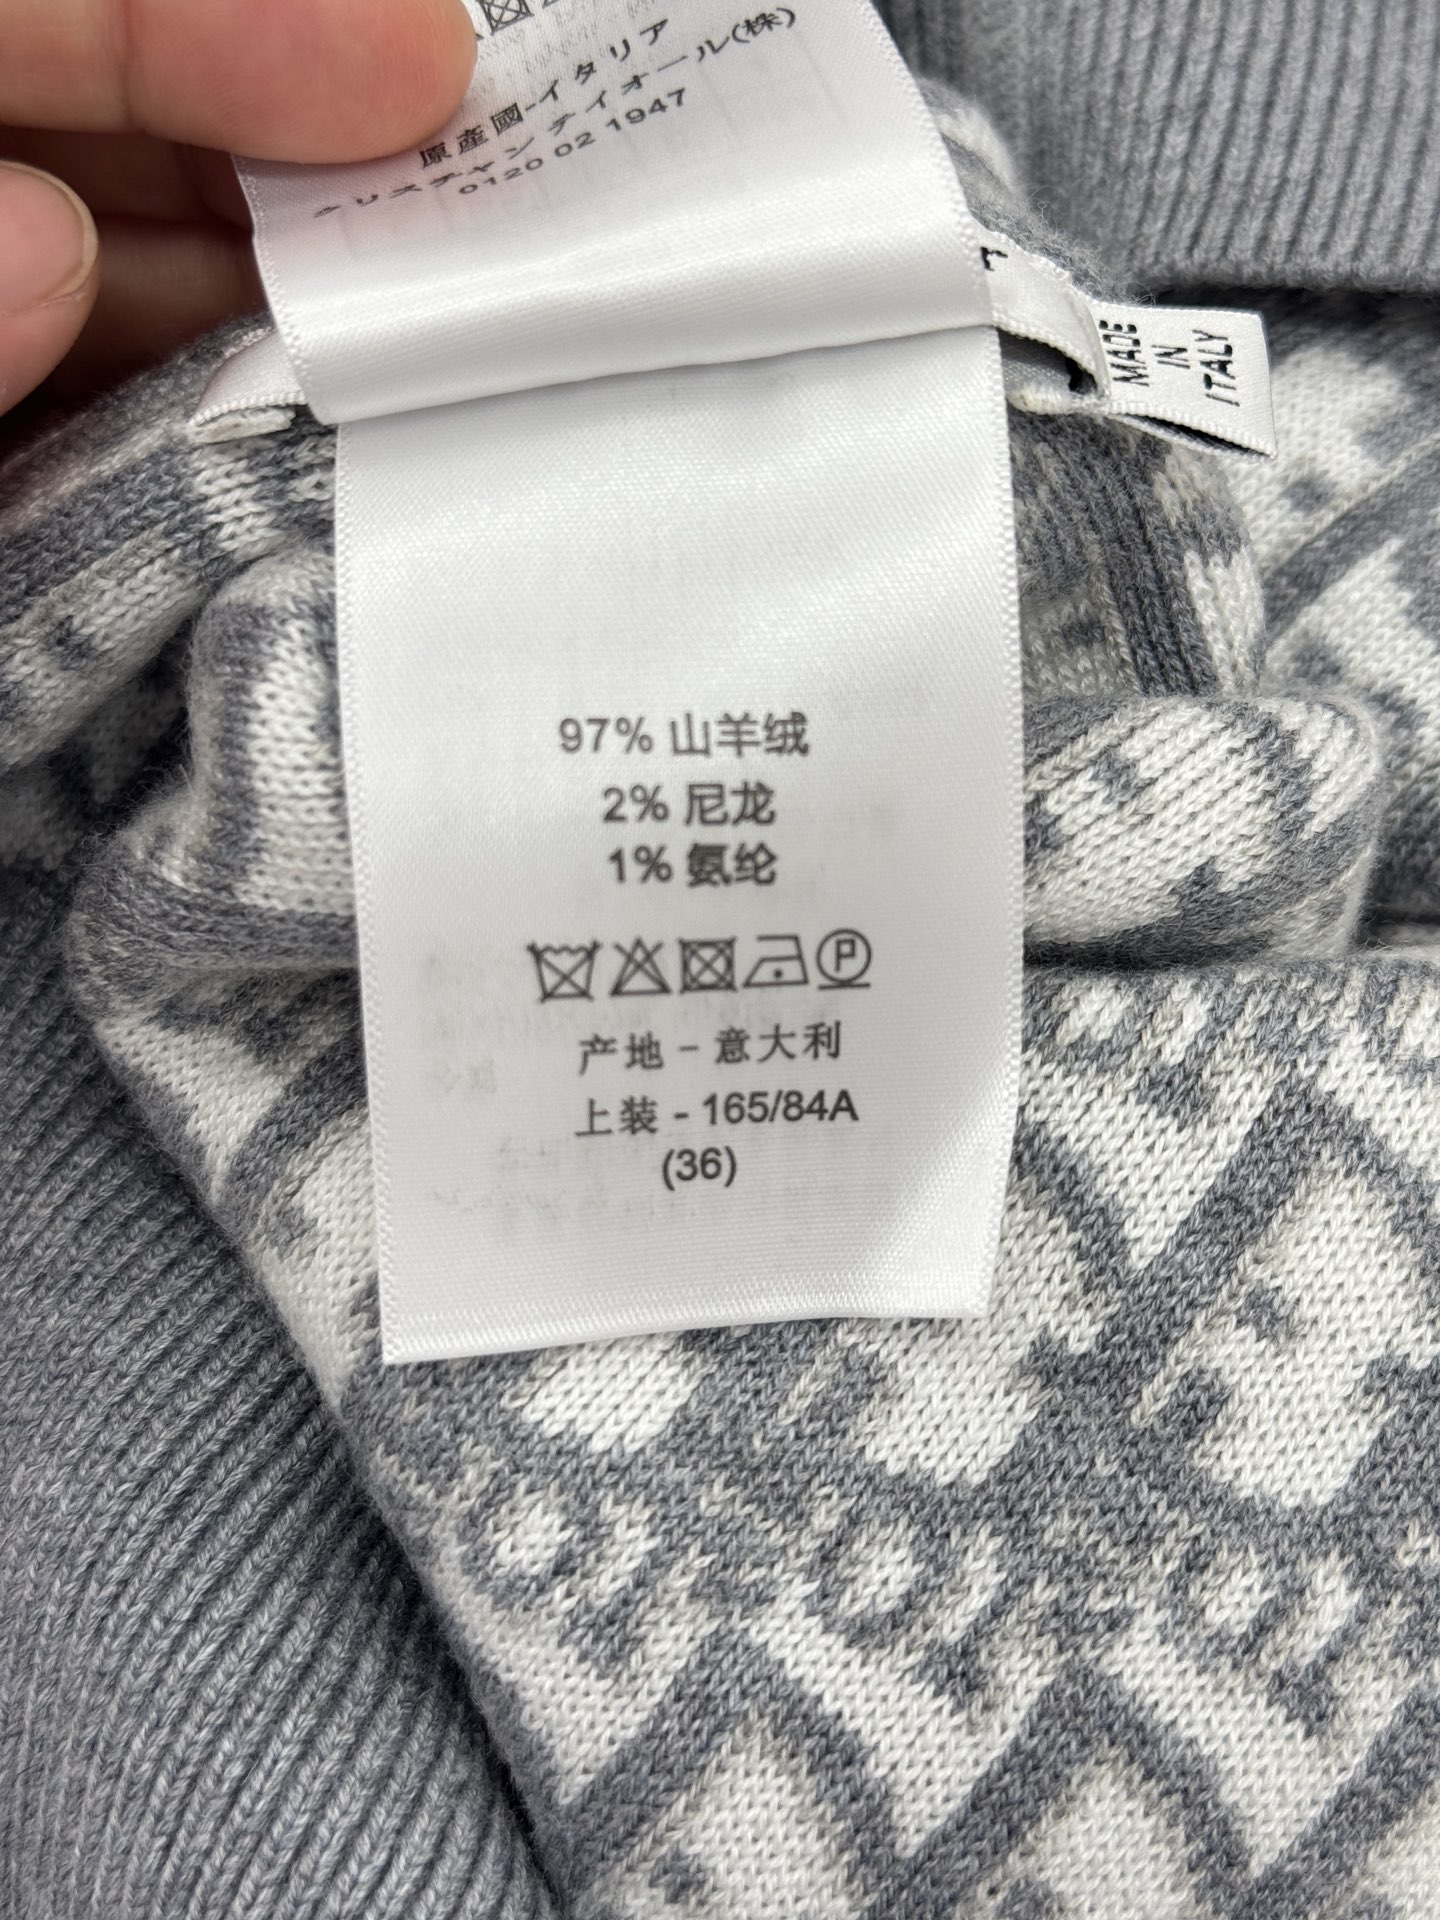 原産國-イタリア
クリスチャン ディオール(株)
0120 02 1947
MADE
IN
ITALY
97% 山羊绒
2% 尼龙
1% 氨纶
P
产地 - 意大利
上装 - 165/84A
(36)